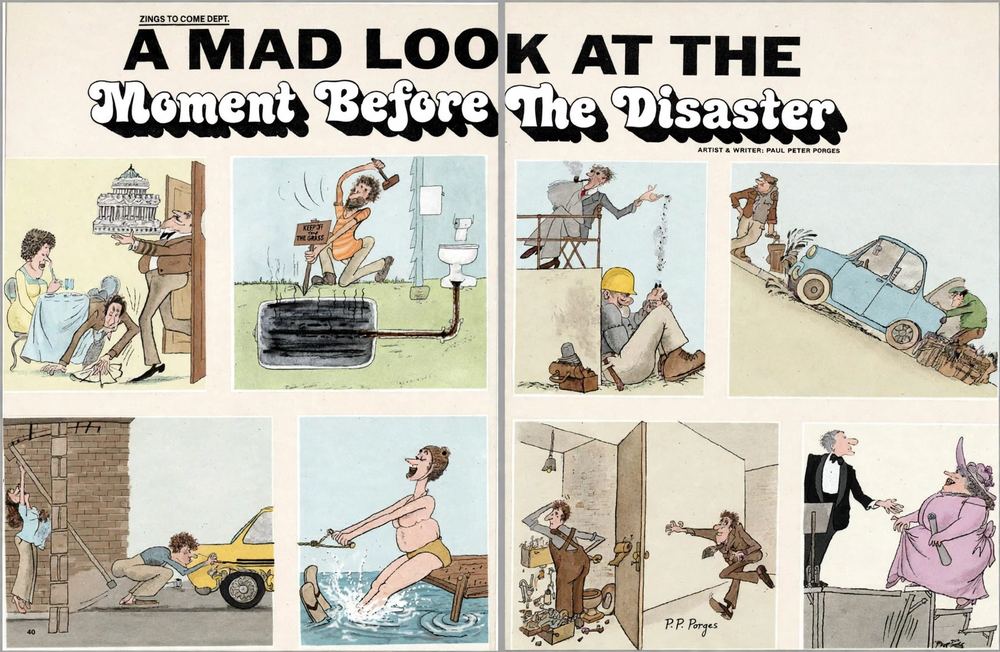 ZINGS TO COME DEPT.
A MAD LOOK AT THE
Moment Before The Disaster
ARTIST & WRITER: PAUL PETER PORGES
KEEP OFF
THE GRASS
P.P. Porges
40